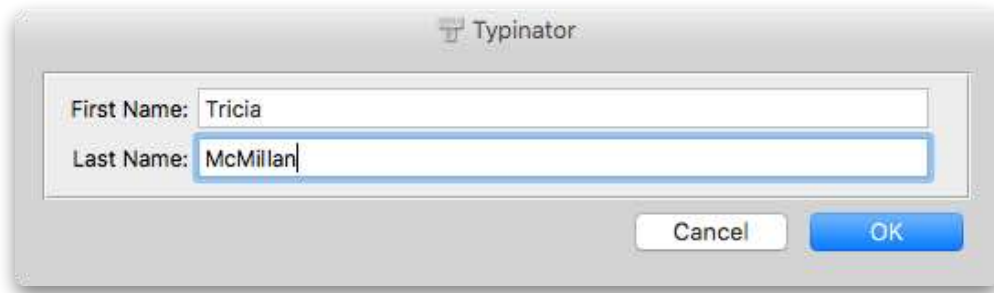 Typinator
First Name: Tricia
Last Name: McMillan
Cancel OK